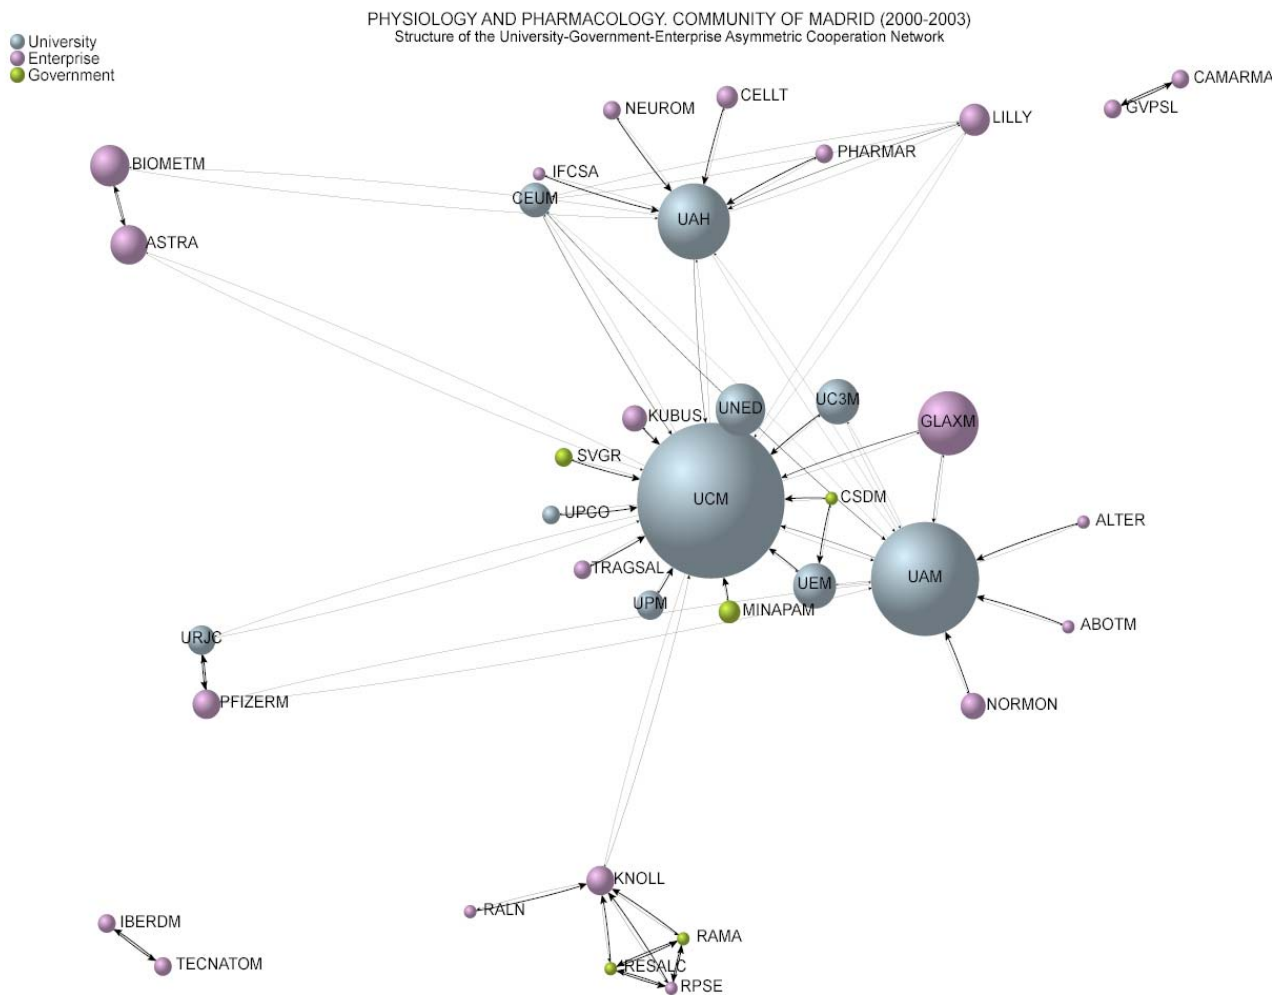 PHYSIOLOGY AND PHARMACOLOGY. COMMUNITY OF MADRID (2000-2003)
Structure of the University-Government-Enterprise Asymmetric Cooperation Network
University
Enterprise
Government
CAMARMA
GVPSL
CELLT
NEUROM
LILLY
PHARMAR
BIOMETM
IFCSA
CEUM
UAH
ASTRA
UC3M
UNED
KUBUS
GLAXM
SVGR
UCM
CSDM
UPCO
ALTER
TRAGSAL
UAM
UEM
UPM
MINAPAM
ABOTM
URJC
PFIZERM
NORMON
KNOLL
RALN
IBERDM
RAMA
TECNATOM
RESALC
RPSE